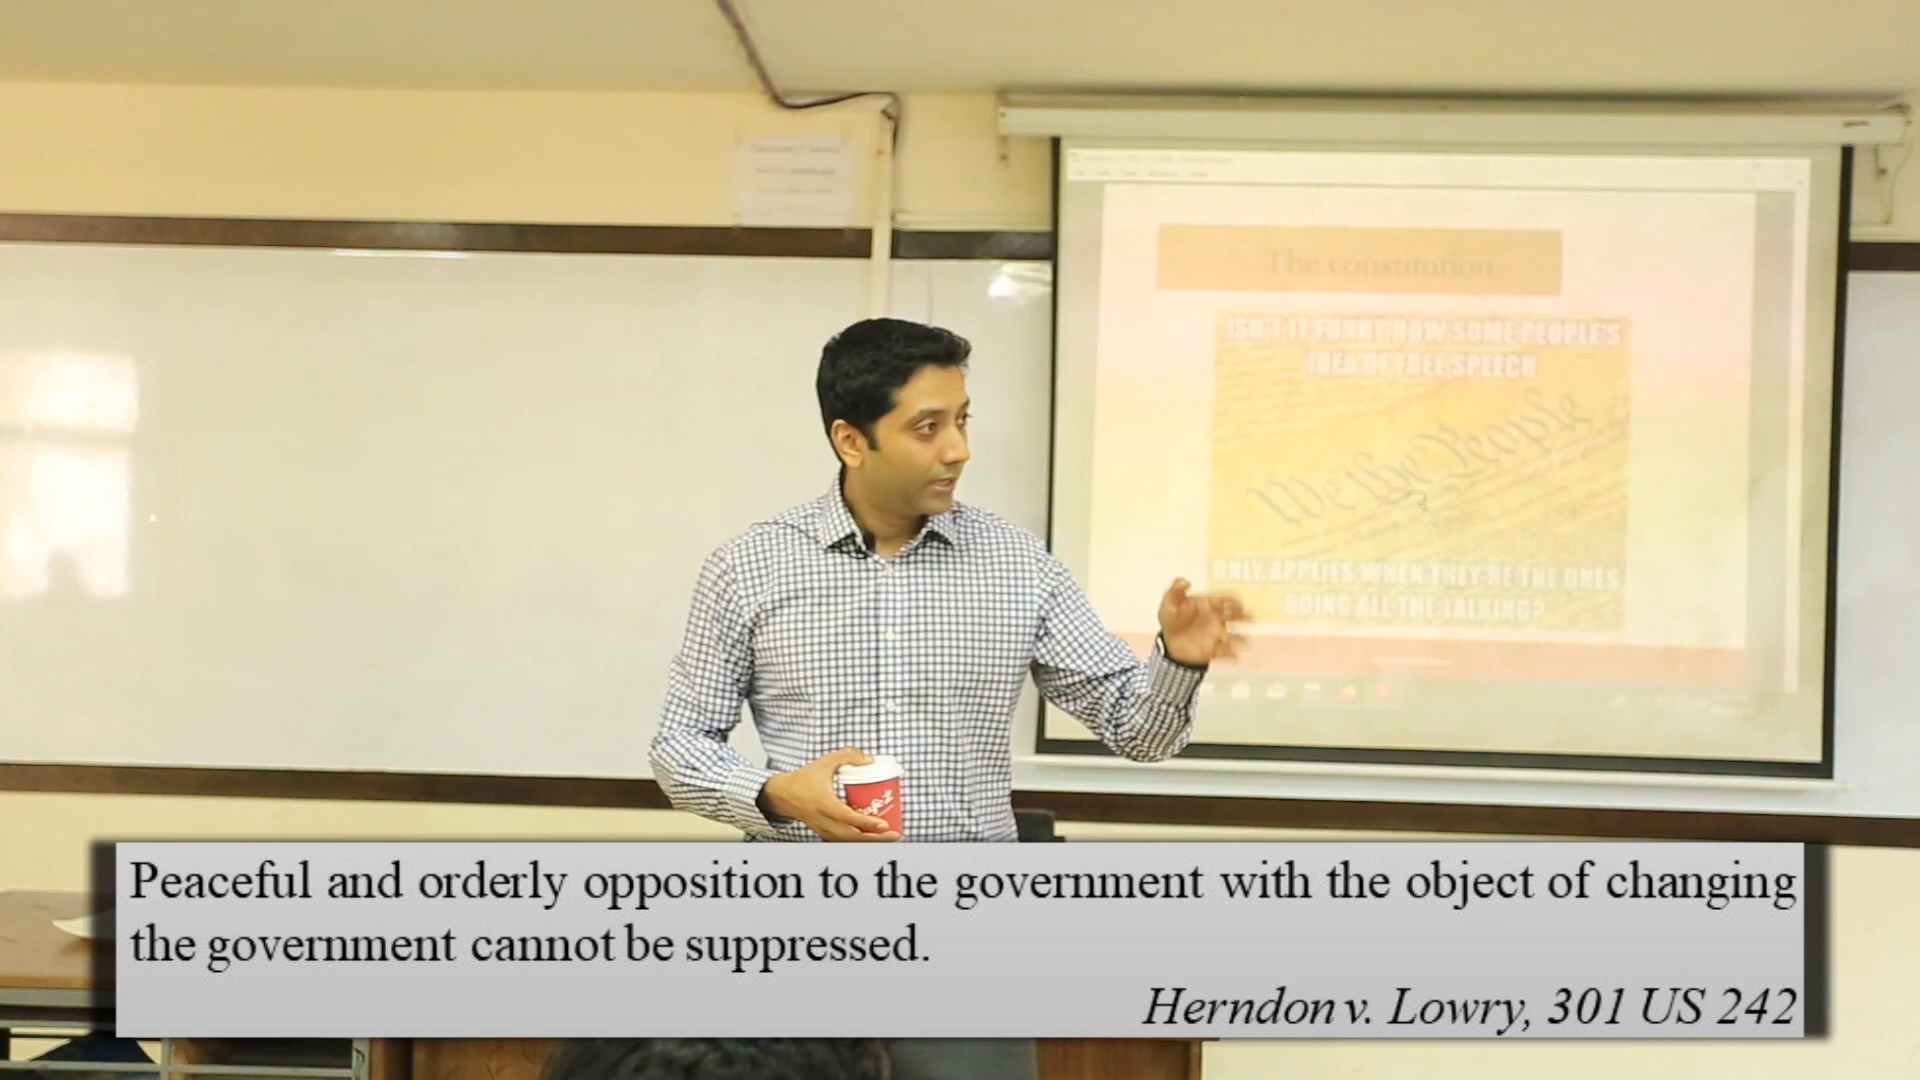 The constitution
ISN'T IT FUNNY HOW SOME PEOPLE'S
IDEA OF FREE SPEECH
We the People
ONLY APPLIES WHEN THEY'RE THE ONES
DOING ALL THE TALKING?
Peaceful and orderly opposition to the government with the object of changing
the government cannot be suppressed.
Herndon v. Lowry, 301 US 242